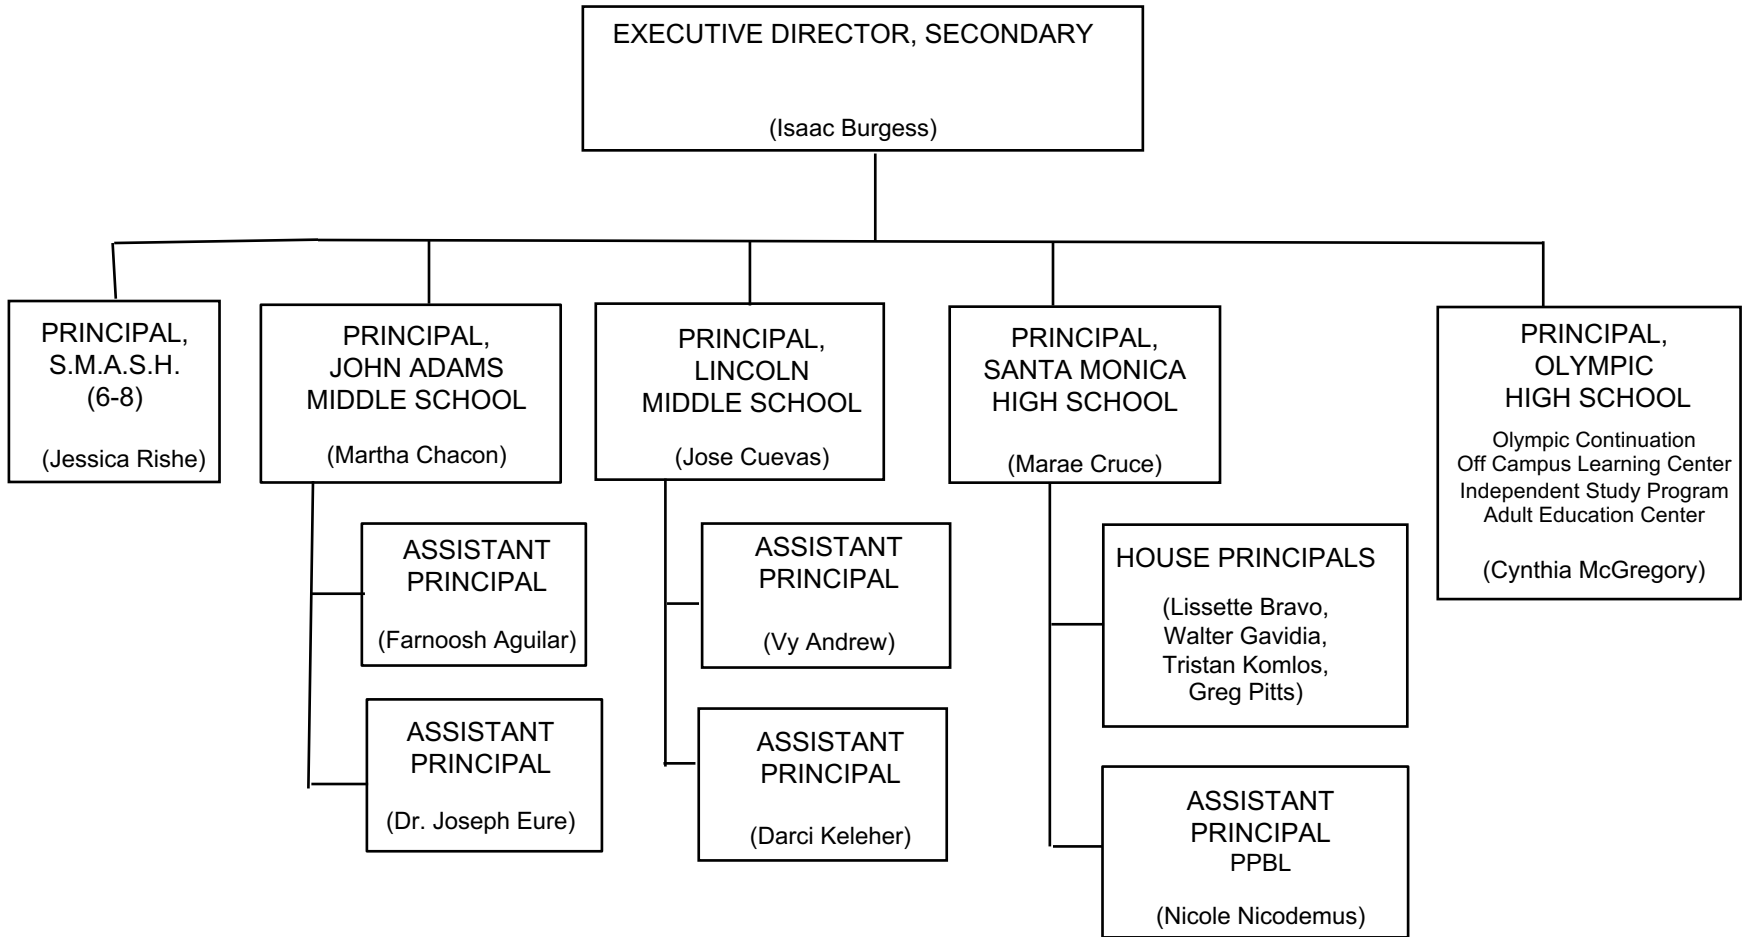 EXECUTIVE DIRECTOR, SECONDARY
(Isaac Burgess)
PRINCIPAL,
S.M.A.S.H.
(6-8)
(Jessica Rishe)
PRINCIPAL,
JOHN ADAMS
MIDDLE SCHOOL
(Martha Chacon)
PRINCIPAL,
LINCOLN
MIDDLE SCHOOL
(Jose Cuevas)
PRINCIPAL,
SANTA MONICA
HIGH SCHOOL
(Marae Cruce)
PRINCIPAL,
OLYMPIC
HIGH SCHOOL
Olympic Continuation
Off Campus Learning Center
Independent Study Program
Adult Education Center
(Cynthia McGregory)
ASSISTANT
PRINCIPAL
(Farnoosh Aguilar)
ASSISTANT
PRINCIPAL
(Dr. Joseph Eure)
ASSISTANT
PRINCIPAL
(Vy Andrew)
ASSISTANT
PRINCIPAL
(Darci Keleher)
HOUSE PRINCIPALS
(Lissette Bravo,
Walter Gavidia,
Tristan Komlos,
Greg Pitts)
ASSISTANT
PRINCIPAL
PPBL
(Nicole Nicodemus)